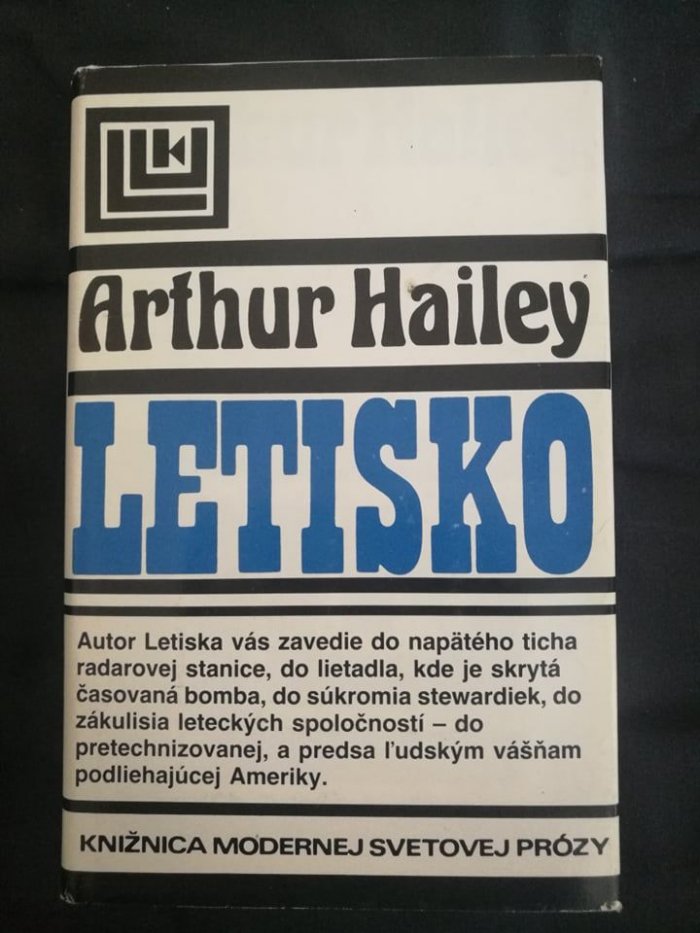 Arthur Hailey
LETISKO
Autor Letiska vás zavedie do napätého ticha
radarovej stanice, do lietadla, kde je skrytá
časovaná bomba, do súkromia stewardiek, do
zákulisia leteckých spoločností – do
pretechnizovanej, a predsa ľudským vášňam
podliehajúcej Ameriky.
KNIŽNICA MODERNEJ SVETOVEJ PRÓZY